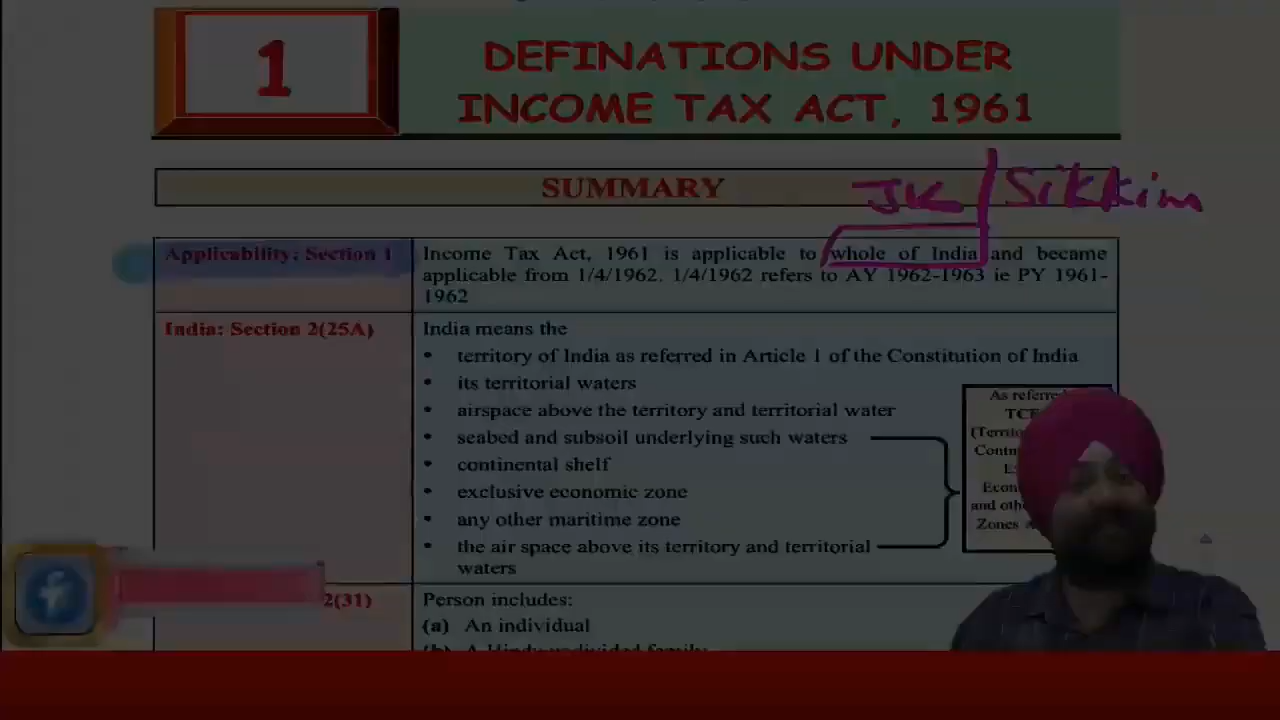 1
DEFINATIONS UNDER
INCOME TAX ACT, 1961
SUMMARY
JK | Sikkim
Applicability: Section 1
Income Tax Act, 1961 is applicable to whole of India and became
applicable from 1/4/1962. 1/4/1962 refers to AY 1962-1963 ie PY 1961-
1962
India: Section 2(25A)
India means the
• territory of India as referred in Article 1 of the Constitution of India
• its territorial waters
• airspace above the territory and territorial water
• seabed and subsoil underlying such waters
• continental shelf
• exclusive economic zone
• any other maritime zone
• the air space above its territory and territorial
waters
As
(
and
Zones
2(31)
Person includes:
(a) An individual